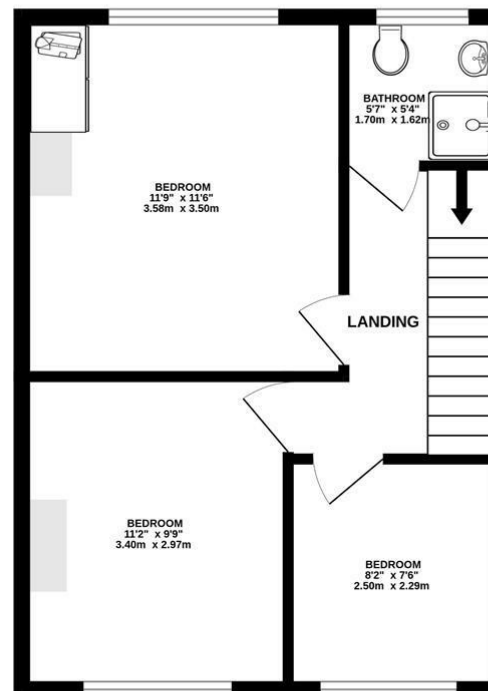 BATHROOM
5'7" x 5'4"
1.70m x 1.62m
BEDROOM
11'9" x 11'6"
3.58m x 3.50m
LANDING
BEDROOM
11'2" x 9'9"
3.40m x 2.97m
BEDROOM
8'2" x 7'6"
2.50m x 2.29m